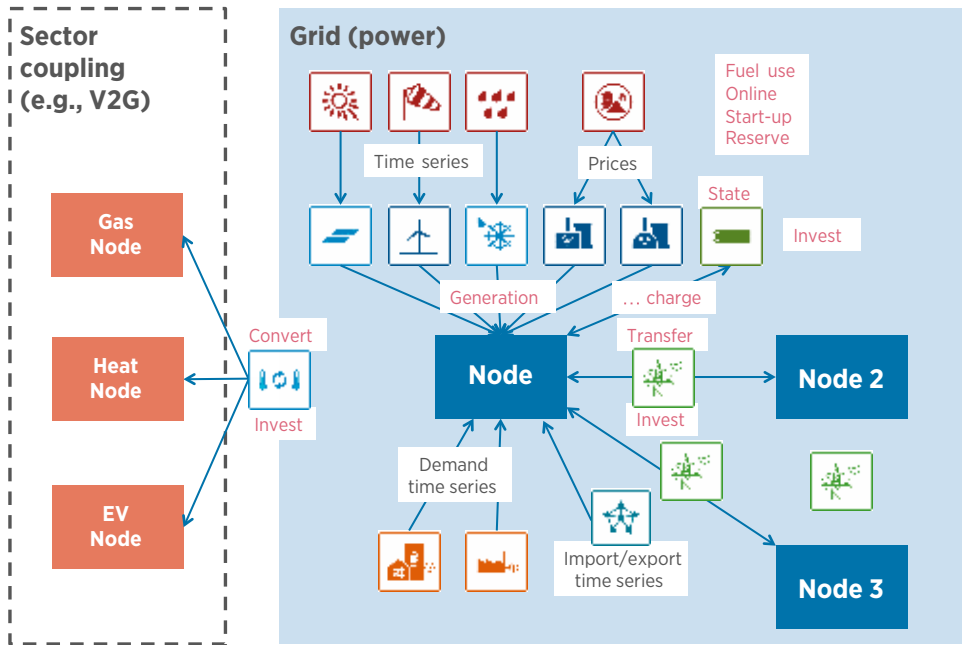 Sector
coupling
(e.g., V2G)
Grid (power)
Fuel use
Online
Start-up
Reserve
Time series
Prices
State
Invest
Gas
Node
Generation
... charge
Convert
Transfer
Heat
Node
Node
Node 2
Invest
Invest
Demand
time series
EV
Node
Import/export
time series
Node 3